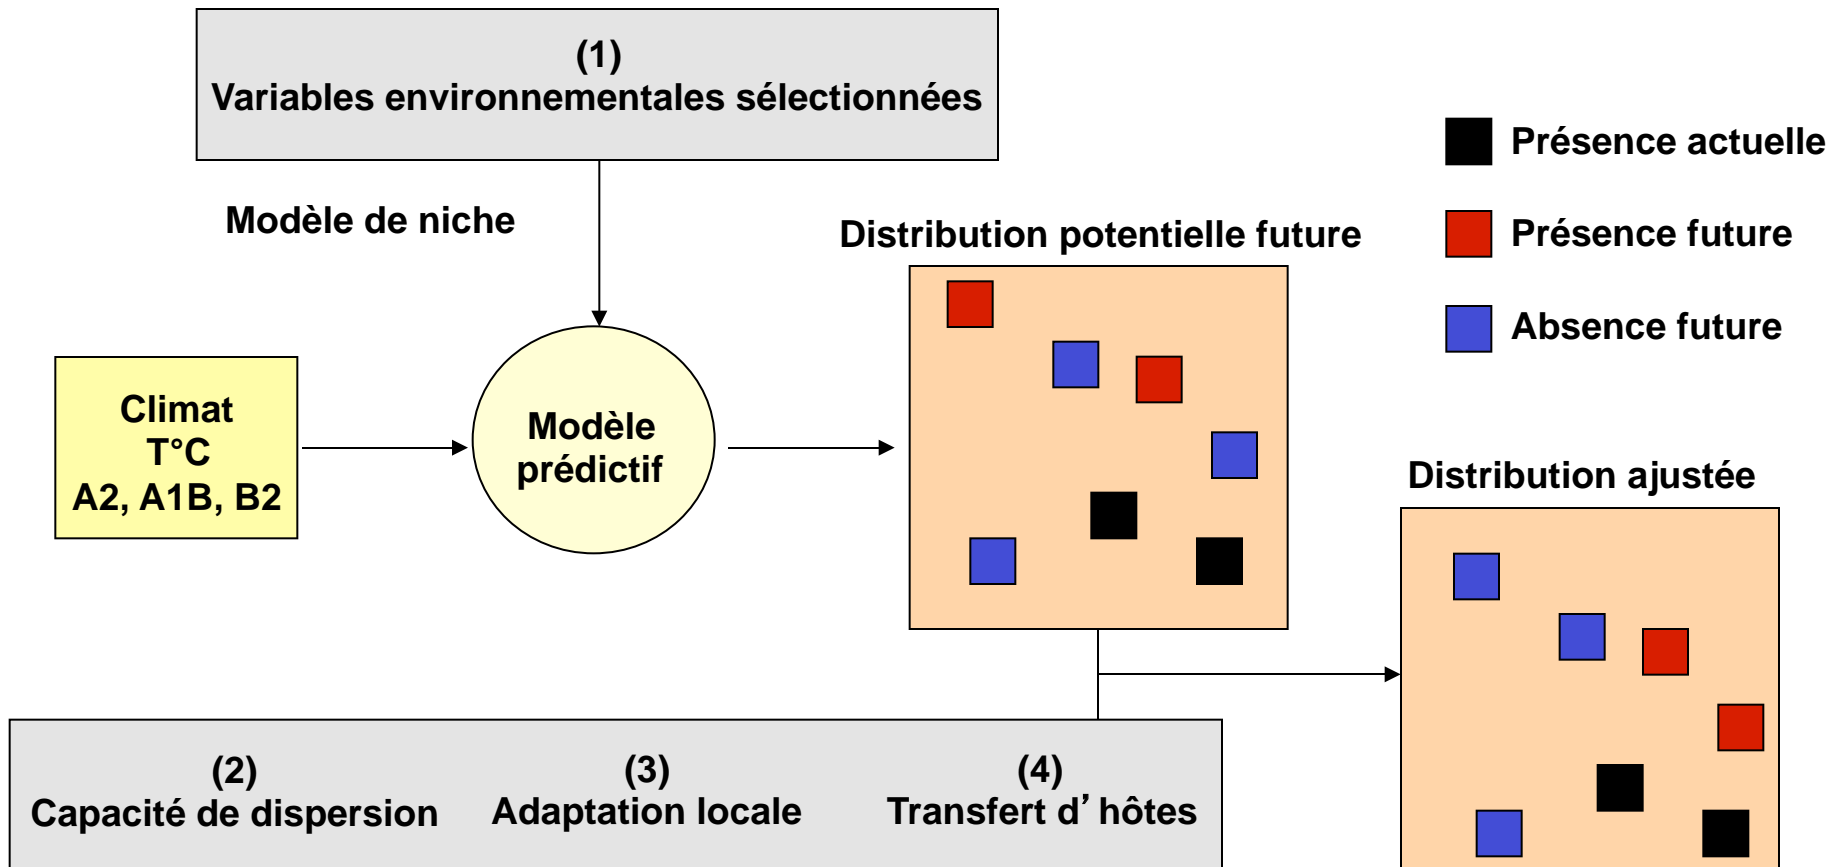 (1)
Variables environnementales sélectionnées
Modèle de niche
Climat
T°C
A2, A1B, B2
Modèle
prédictif
Distribution potentielle future
Présence actuelle
Présence future
Absence future
Distribution ajustée
(2)
Capacité de dispersion
(3)
Adaptation locale
(4)
Transfert d’ hôtes